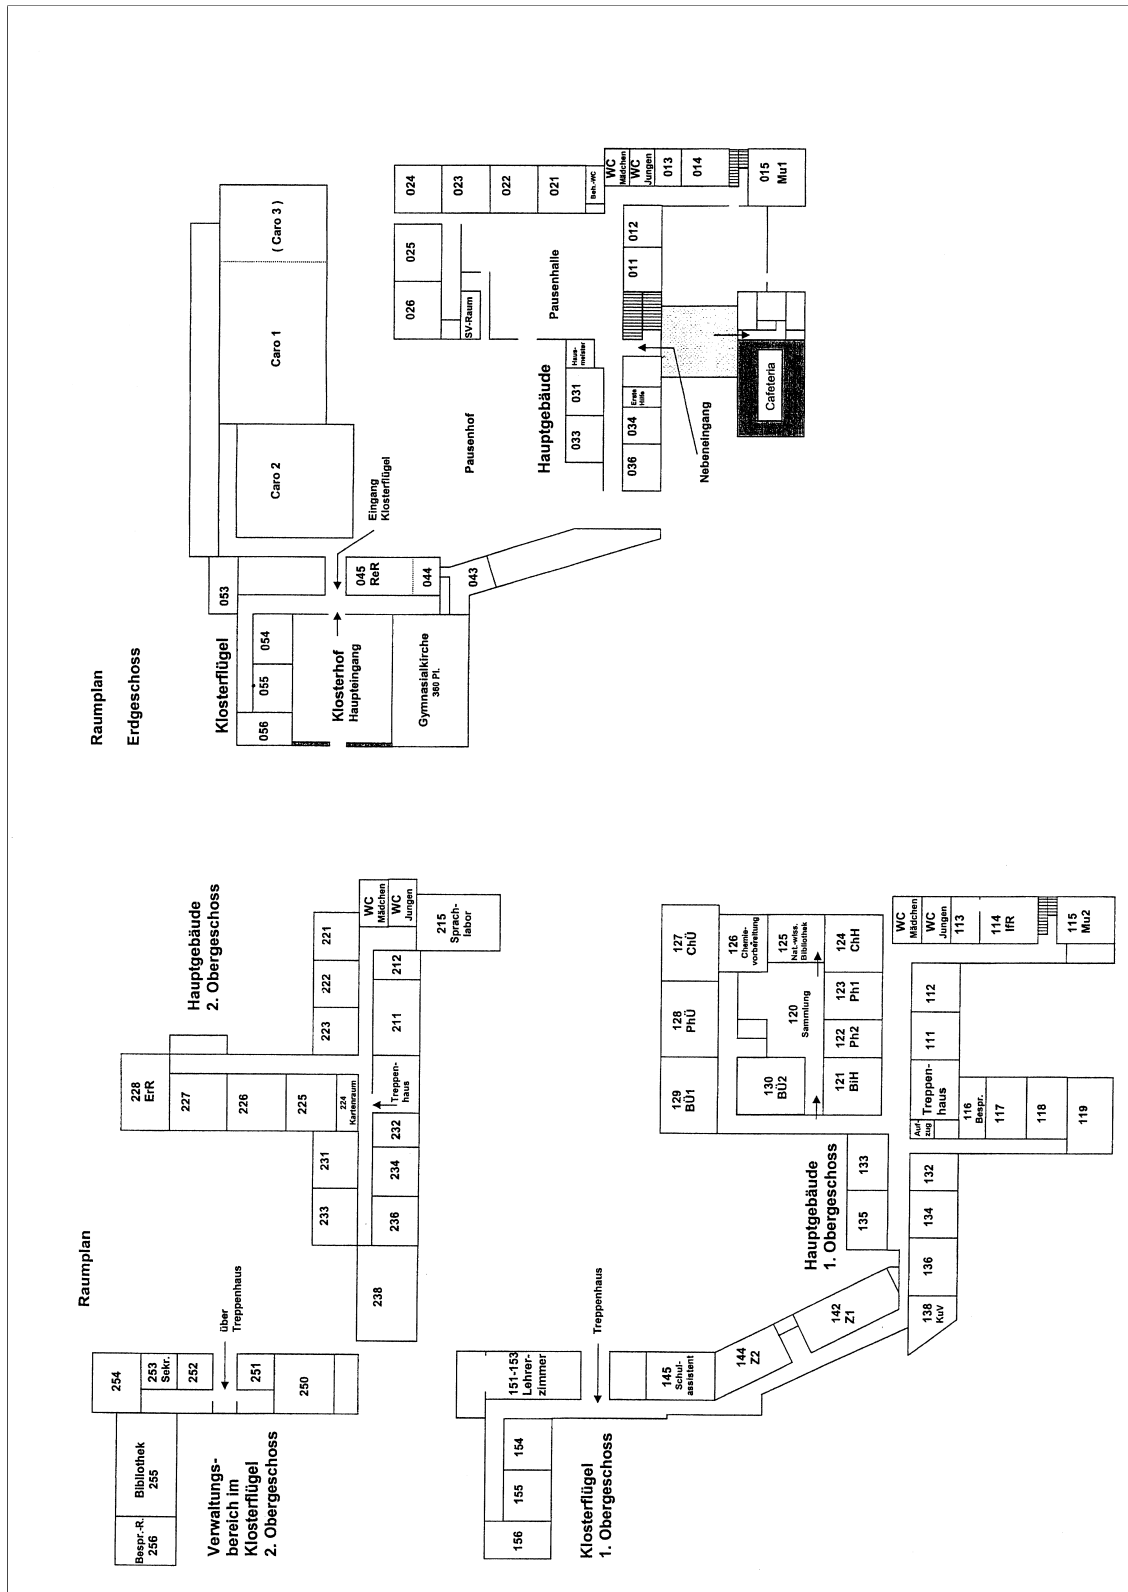 Raumplan
Erdgeschoss
Klosterflügel
056
055
054
053
Klosterhof
Haupteingang
Gymnasialkirche
360 Pl.
045
ReR
044
043
Eingang
Klosterflügel
Caro 2
Caro 1
( Caro 3 )
Pausenhof
026
025
024
023
022
021
Beh.-WC
SV-Raum
Pausenhalle
Hauptgebäude
Haus-
meister
031
033
036
034
Erste
Hilfe
011
012
WC
Mädchen
WC
Jungen
013
014
015
Mu1
Nebeneingang
Cafeteria
Raumplan
254
253
Sekr.
252
251
250
über
Treppenhaus
Bibliothek
255
Bespr.-R.
256
Verwaltungs-
bereich im
Klosterflügel
2. Obergeschoss
Hauptgebäude
2. Obergeschoss
228
ErR
227
226
225
224
Kartenraum
223
222
221
231
233
238
236
234
232
Treppen-
haus
211
212
WC
Mädchen
WC
Jungen
215
Sprach-
labor
151-153
Lehrer-
zimmer
Treppenhaus
145
Schul-
assistent
144
Z2
142
Z1
154
155
156
Klosterflügel
1. Obergeschoss
Hauptgebäude
1. Obergeschoss
129
BÜ1
128
PhÜ
127
ChÜ
126
Chemie-
vorbereitung
125
Nat.-wiss.
Bibliothek
130
BÜ2
120
Sammlung
121
BiH
122
Ph2
123
Ph1
124
ChH
133
135
138
KuV
136
134
132
Auf-
zug
Treppen-
haus
111
112
116
Bespr.
117
118
119
WC
Mädchen
WC
Jungen
113
114
IfR
115
Mu2